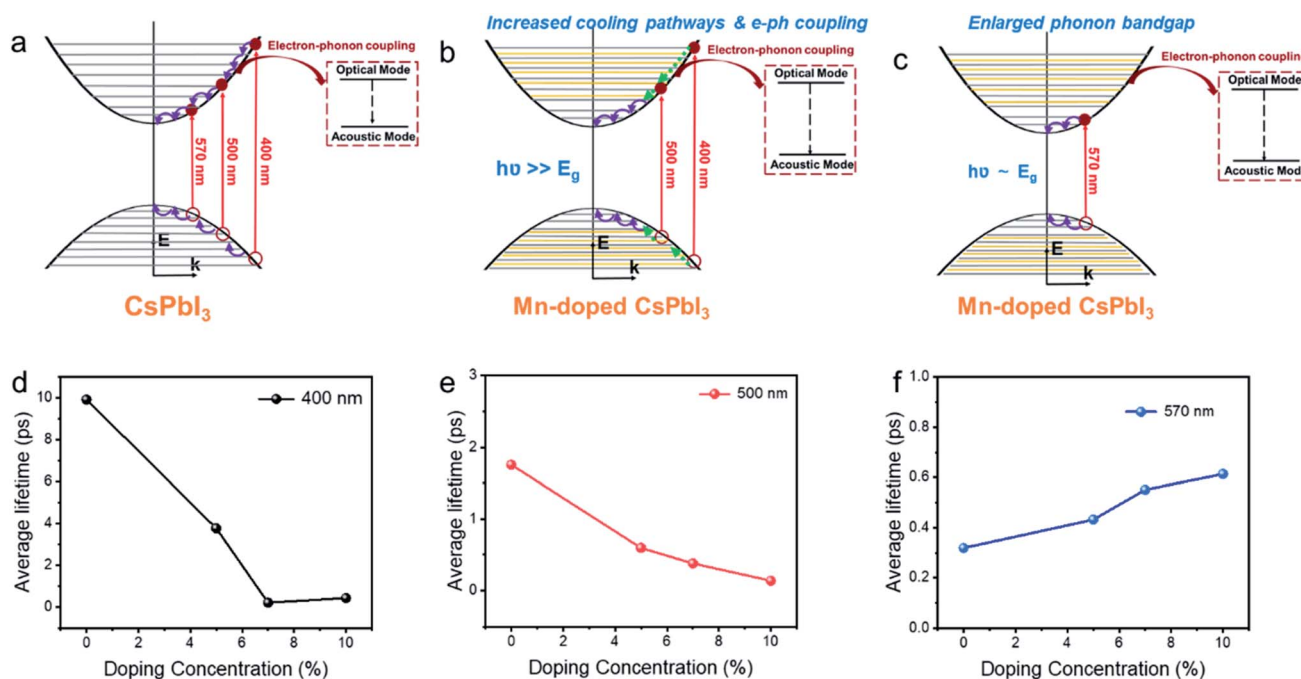 a
Electron-phonon coupling
Optical Mode
Acoustic Mode
570 nm
500 nm
400 nm
E
k
CsPbI₃
Increased cooling pathways & e-ph coupling
b
Electron-phonon coupling
Optical Mode
Acoustic Mode
500 nm
400 nm
hυ >> Eg
E
k
Mn-doped CsPbI₃
Enlarged phonon bandgap
c
Electron-phonon coupling
Optical Mode
Acoustic Mode
570 nm
hυ ~ Eg
E
k
Mn-doped CsPbI₃
d
400 nm
Average lifetime (ps)
10
8
6
4
2
0
0 2 4 6 8 10
Doping Concentration (%)
e
500 nm
Average lifetime (ps)
3
2
1
0
0 2 4 6 8 10
Doping Concentration (%)
f
570 nm
Average lifetime (ps)
1.0
0.8
0.6
0.4
0.2
0.0
0 2 4 6 8 10
Doping Concentration (%)